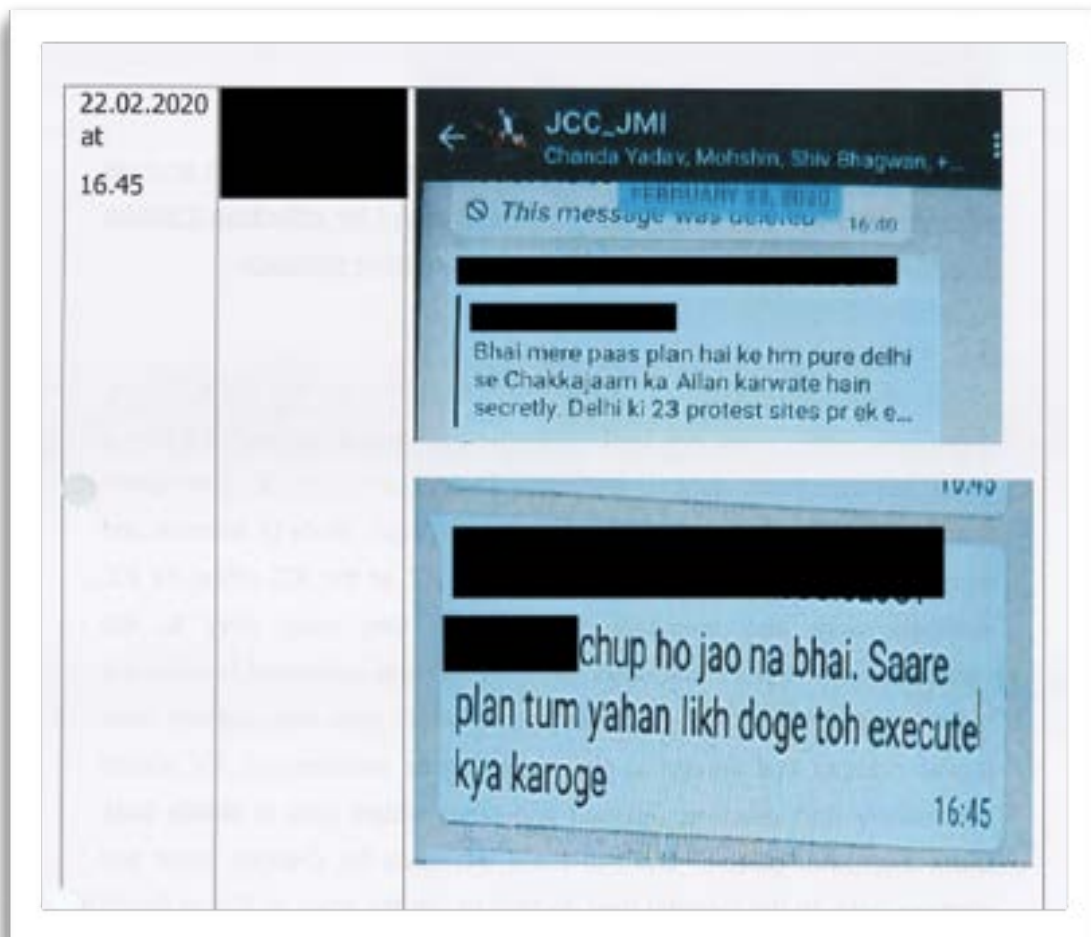 22.02.2020
at
16.45
JCC_JMI
Chanda Yadav, Mohshin, Shiv Bhagwan, +...
FEBRUARY 22, 2020
This message was deleted 16:40
Bhai mere paas plan hai ke hm pure delhi
se Chakkajaam ka Ailan karwate hain
secretly. Delhi ki 23 protest sites pr ek e...
chup ho jao na bhai. Saare
plan tum yahan likh doge toh execute
kya karoge
16:45